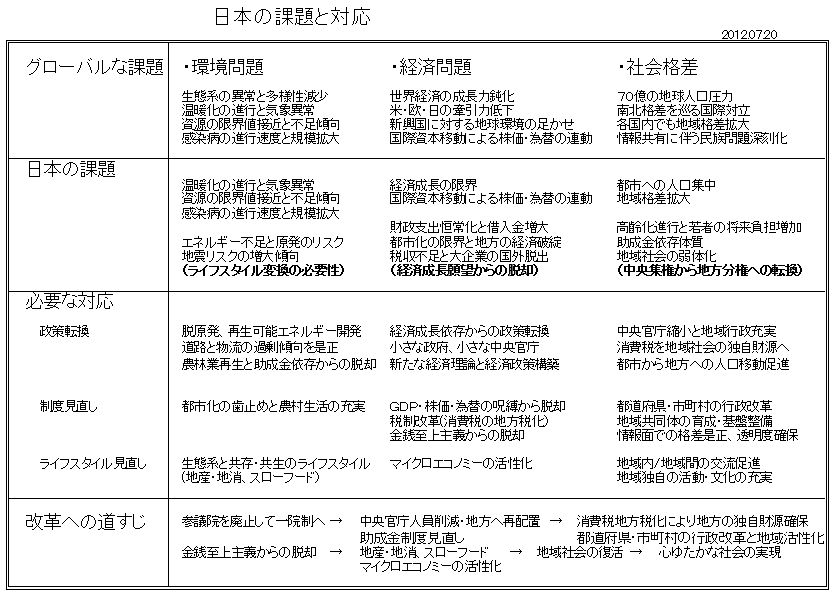 日本の課題と対応
2012.07.20
グローバルな課題 ・環境問題 ・経済問題 ・社会格差
生態系の異常と多様性減少 世界経済の成長力鈍化 70億の地球人口圧力
温暖化の進行と気象異常 米・欧・日の牽引力低下 南北格差を巡る国際対立
資源の限界値接近と不足傾向 新興国に対する地球環境の足かせ 各国内でも地域格差拡大
感染病の進行速度と規模拡大 国際資本移動による株価・為替の連動 情報共有に伴う民族問題深刻化
日本の課題
温暖化の進行と気象異常 経済成長の限界 都市への人口集中
資源の限界値接近と不足傾向 国際資本移動による株価・為替の連動 地域格差拡大
感染病の進行速度と規模拡大
財政支出恒常化と借入金増大 高齢化進行と若者の将来負担増加
エネルギー不足と原発のリスク 都市化の限界と地方の経済破綻 助成金依存体質
地震リスクの増大傾向 税収不足と大企業の国外脱出 地域社会の弱体化
(ライフスタイル変換の必要性) (経済成長願望からの脱却) (中央集権から地方分権への転換)
必要な対応
政策転換 脱原発、再生可能エネルギー開発 経済成長依存からの政策転換 中央官庁縮小と地域行政充実
道路と物流の過剰傾向を是正 小さな政府、小さな中央官庁 消費税を地域社会の独自財源へ
農林業再生と助成金依存からの脱却 新たな経済理論と経済政策構築 都市から地方への人口移動促進
制度見直し 都市化の歯止めと農村生活の充実 GDP・株価・為替の呪縛から脱却 都道府県・市町村の行政改革
税制改革(消費税の地方税化) 地域共同体の育成・基盤整備
金銭至上主義からの脱却 情報面での格差是正、透明度確保
ライフスタイル見直し 生態系と共存・共生のライフスタイル マイクロエコノミーの活性化 地域内/地域間の交流促進
(地産・地消、スローフード) 地域独自の活動・文化の充実
改革への道すじ 参議院を廃止して一院制へ → 中央官庁人員削減・地方へ再配置 → 消費税地方税化により地方の独自財源確保
助成金制度見直し 都道府県・市町村の行政改革と地域活性化
金銭至上主義からの脱却 → 地産・地消、スローフード → 地域社会の復活 → 心ゆたかな社会の実現
マイクロエコノミーの活性化